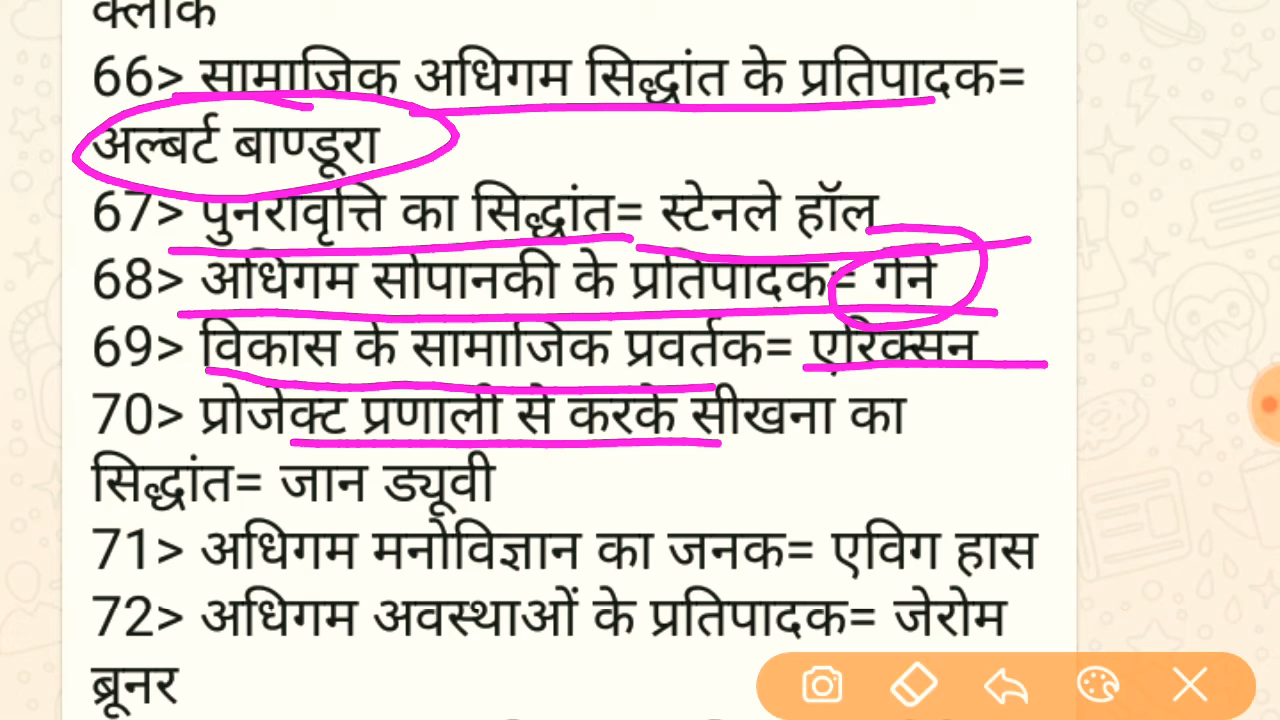 क्लार्क
66> सामाजिक अधिगम सिद्धांत के प्रतिपादक=
अल्बर्ट बाण्डूरा
67> पुनरावृत्ति का सिद्धांत= स्टेनले हॉल
68> अधिगम सोपानकी के प्रतिपादक= गेने
69> विकास के सामाजिक प्रवर्तक= एरिक्सन
70> प्रोजेक्ट प्रणाली से करके सीखना का
सिद्धांत= जान ड्यूवी
71> अधिगम मनोविज्ञान का जनक= एविग हास
72> अधिगम अवस्थाओं के प्रतिपादक= जेरोम
ब्रूनर